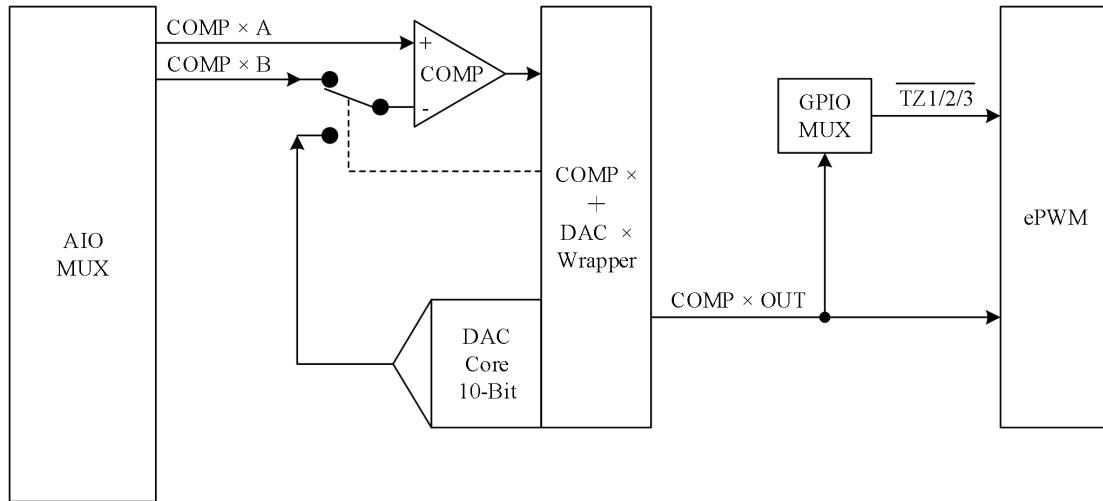 COMP × A
COMP × B
+
COMP
-
AIO
MUX
COMP ×
+
DAC ×
Wrapper
DAC
Core
10-Bit
COMP × OUT
GPIO
MUX
TZ1/2/3
ePWM